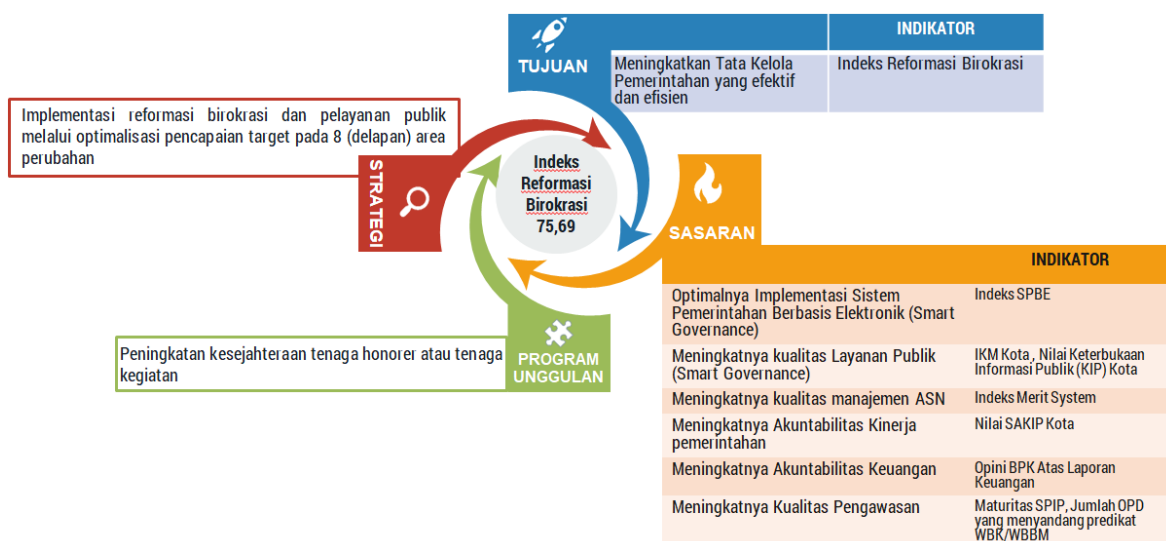 TUJUAN
INDIKATOR
Meningkatkan Tata Kelola
Pemerintahan yang efektif
dan efisien
Indeks Reformasi Birokrasi
Implementasi reformasi birokrasi dan pelayanan publik
melalui optimalisasi pencapaian target pada 8 (delapan) area
perubahan
STRATEGI
Indeks
Reformasi
Birokrasi
75,69
SASARAN
INDIKATOR
Optimalnya Implementasi Sistem
Pemerintahan Berbasis Elektronik (Smart
Governance)
Indeks SPBE
Meningkatnya kualitas Layanan Publik
(Smart Governance)
IKM Kota , Nilai Keterbukaan
Informasi Publik (KIP) Kota
Meningkatnya kualitas manajemen ASN
Indeks Merit System
Meningkatnya Akuntabilitas Kinerja
pemerintahan
Nilai SAKIP Kota
Meningkatnya Akuntabilitas Keuangan
Opini BPK Atas Laporan
Keuangan
Meningkatnya Kualitas Pengawasan
Maturitas SPIP, Jumlah OPD
yang menyandang predikat
WBK/WBBM
Peningkatan kesejahteraan tenaga honorer atau tenaga
kegiatan
PROGRAM
UNGGULAN